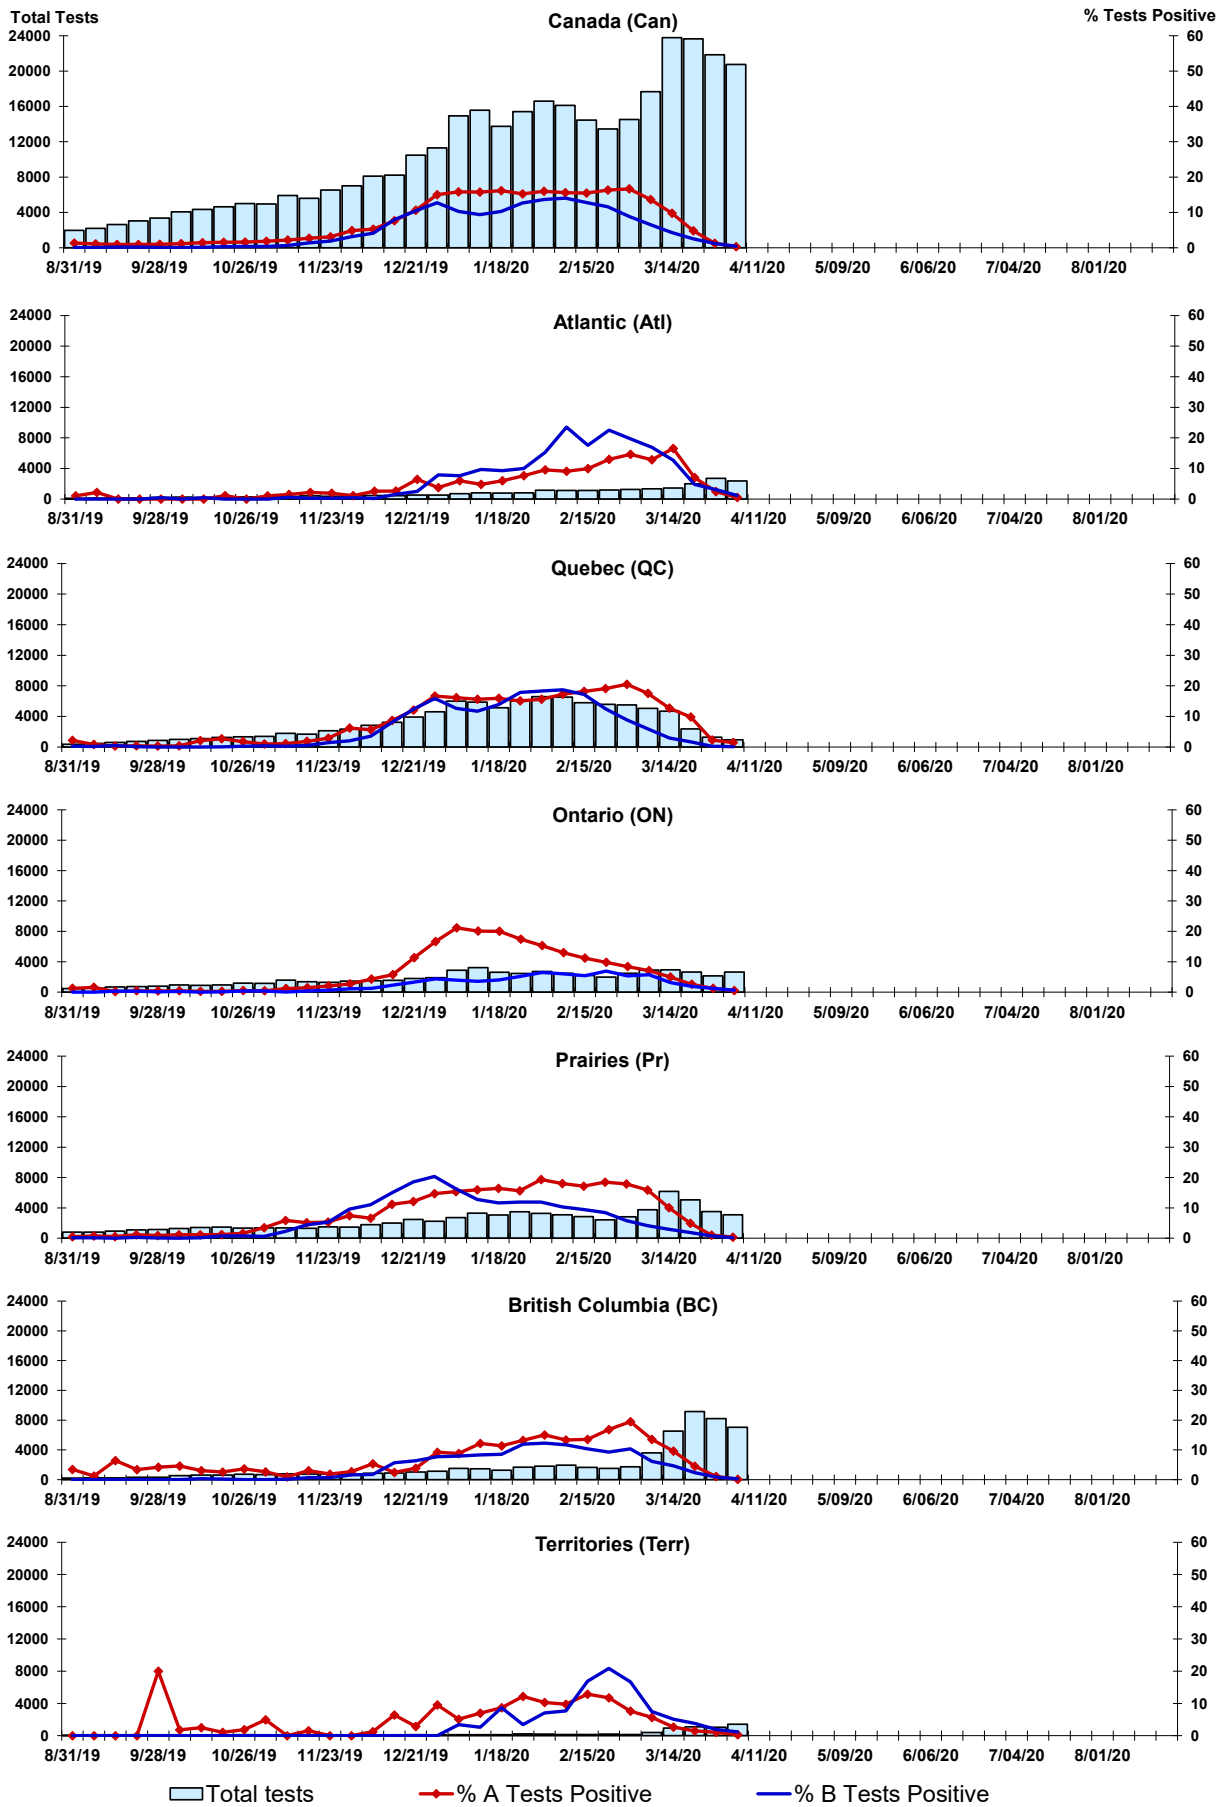 Total Tests
Canada (Can)
% Tests Positive
24000 60
20000 50
16000 40
12000 30
8000 20
4000 10
0 0
8/31/19 9/28/19 10/26/19 11/23/19 12/21/19 1/18/20 2/15/20 3/14/20 4/11/20 5/09/20 6/06/20 7/04/20 8/01/20
Atlantic (Atl)
24000 60
20000 50
16000 40
12000 30
8000 20
4000 10
0 0
8/31/19 9/28/19 10/26/19 11/23/19 12/21/19 1/18/20 2/15/20 3/14/20 4/11/20 5/09/20 6/06/20 7/04/20 8/01/20
Quebec (QC)
24000 60
20000 50
16000 40
12000 30
8000 20
4000 10
0 0
8/31/19 9/28/19 10/26/19 11/23/19 12/21/19 1/18/20 2/15/20 3/14/20 4/11/20 5/09/20 6/06/20 7/04/20 8/01/20
Ontario (ON)
24000 60
20000 50
16000 40
12000 30
8000 20
4000 10
0 0
8/31/19 9/28/19 10/26/19 11/23/19 12/21/19 1/18/20 2/15/20 3/14/20 4/11/20 5/09/20 6/06/20 7/04/20 8/01/20
Prairies (Pr)
24000 60
20000 50
16000 40
12000 30
8000 20
4000 10
0 0
8/31/19 9/28/19 10/26/19 11/23/19 12/21/19 1/18/20 2/15/20 3/14/20 4/11/20 5/09/20 6/06/20 7/04/20 8/01/20
British Columbia (BC)
24000 60
20000 50
16000 40
12000 30
8000 20
4000 10
0 0
8/31/19 9/28/19 10/26/19 11/23/19 12/21/19 1/18/20 2/15/20 3/14/20 4/11/20 5/09/20 6/06/20 7/04/20 8/01/20
Territories (Terr)
24000 60
20000 50
16000 40
12000 30
8000 20
4000 10
0 0
8/31/19 9/28/19 10/26/19 11/23/19 12/21/19 1/18/20 2/15/20 3/14/20 4/11/20 5/09/20 6/06/20 7/04/20 8/01/20
Total tests % A Tests Positive % B Tests Positive